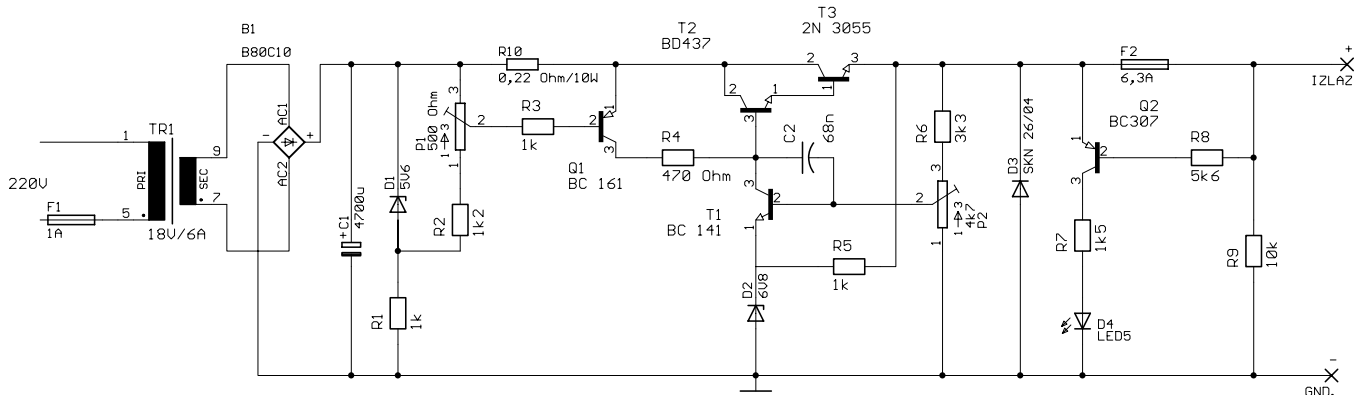 B1
B80C10
AC1
-
+
AC2
TR1
1
9
PRI
SEC
5
7
220V
F1
1A
18V/6A
+
C1
4700u
D1
5V6
P1
500 Ohm
3
2
1→3
1
R2
1k2
R1
1k
R10
0,22 Ohm/10W
R3
1k
2
1
3
Q1
BC 161
R4
470 Ohm
T2
BD437
2
1
3
T3
2N 3055
2
3
1
C2
68n
3
2
1
T1
BC 141
D2
6V8
R5
1k
R6
3k3
3
2
1→3
4k7
P2
1
D3
SKN 26/04
F2
6,3A
Q2
BC307
1
2
3
R8
5k6
R7
1k5
R9
10k
D4
LED5
+
IZLAZ
-
GND.